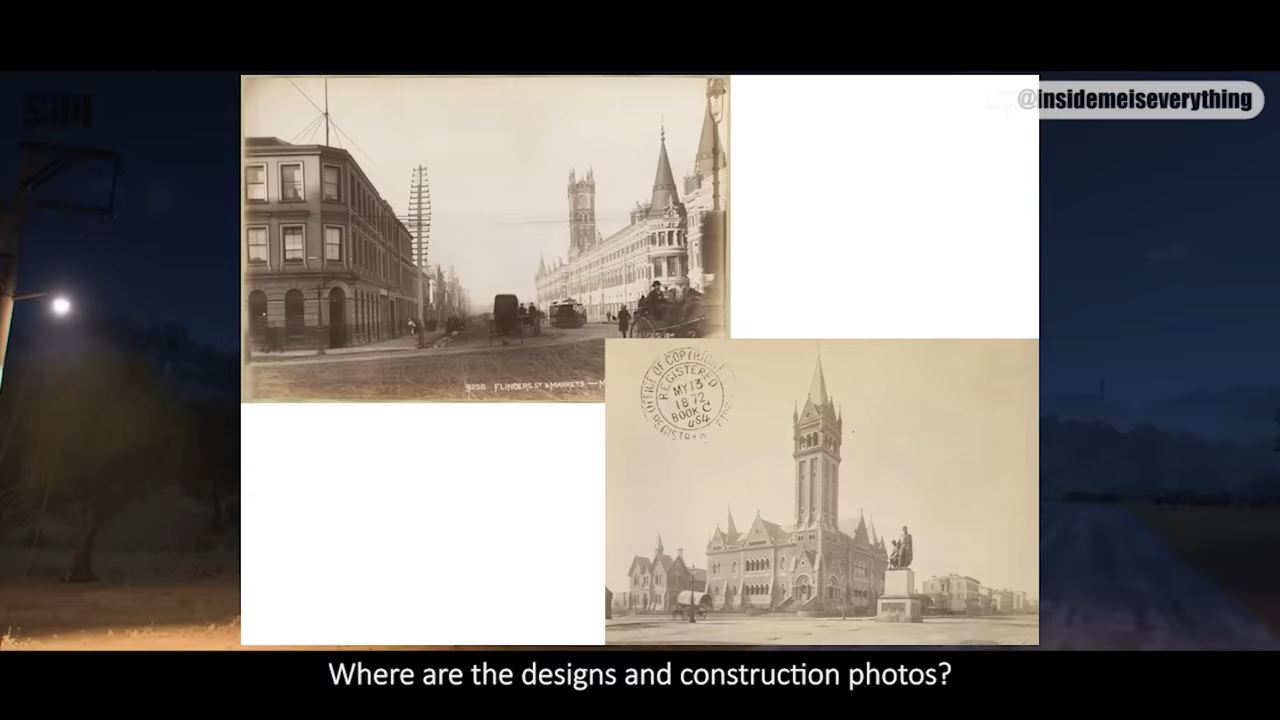 @insidemeiseverything
9258 FLINDERS ST & MARKETS — M
OFFICE OF COPYRIGHT
REGISTERED
MY 13
1872
BOOK C
Where are the designs and construction photos?